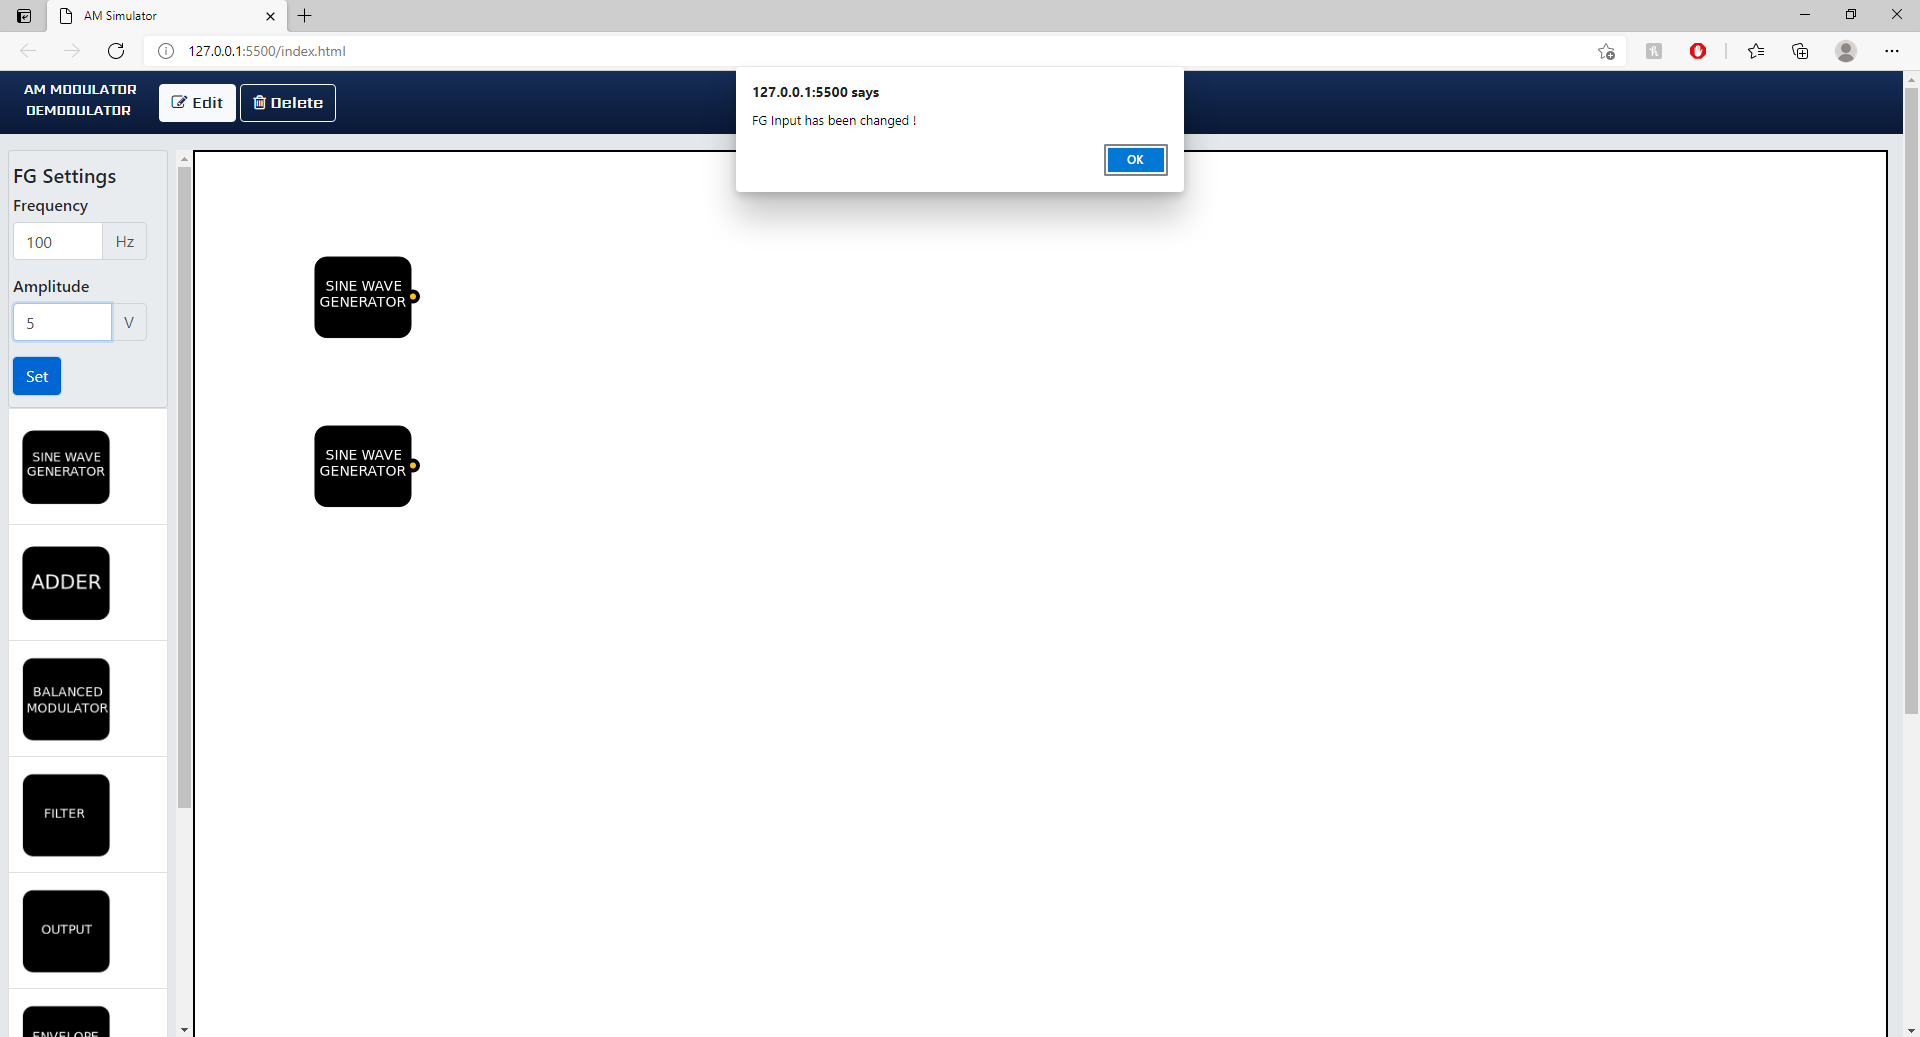 AM Simulator
127.0.0.1:5500/index.html
AM MODULATOR
DEMODULATOR
Edit
Delete
127.0.0.1:5500 says
FG Input has been changed !
OK
FG Settings
Frequency
100 Hz
Amplitude
5 V
Set
SINE WAVE
GENERATOR
ADDER
BALANCED
MODULATOR
FILTER
OUTPUT
ENVELOPE
SINE WAVE
GENERATOR
SINE WAVE
GENERATOR